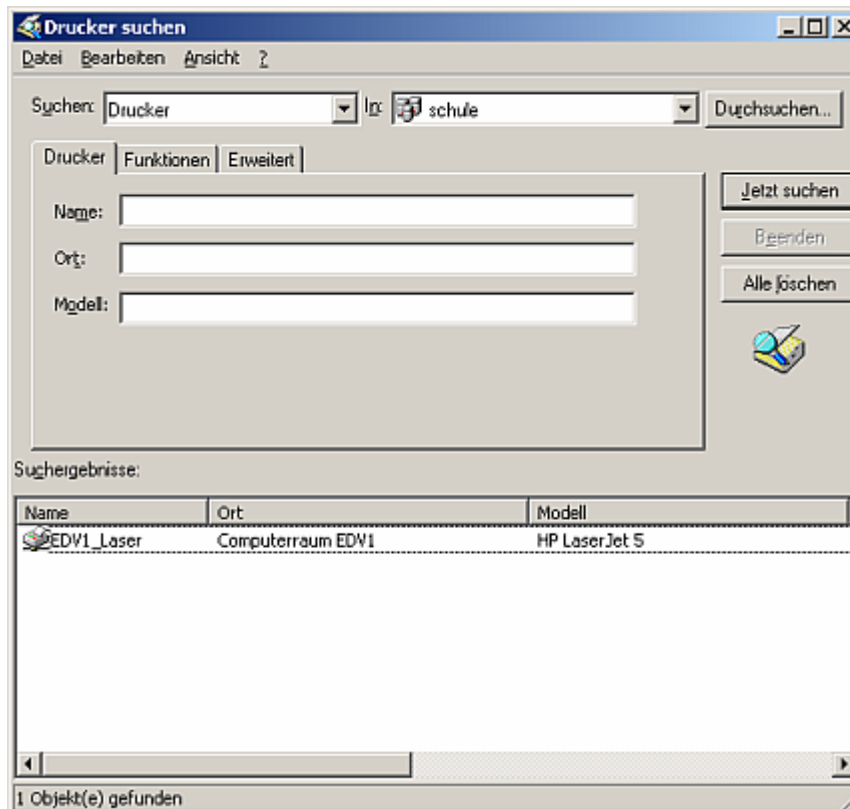 Drucker suchen
Datei Bearbeiten Ansicht ?
Suchen: Drucker In: schule Durchsuchen...
Drucker Funktionen Erweitert
Jetzt suchen
Name:
Beenden
Ort:
Alle löschen
Modell:
Suchergebnisse:
Name Ort Modell
EDV1_Laser Computerraum EDV1 HP LaserJet 5
1 Objekt(e) gefunden